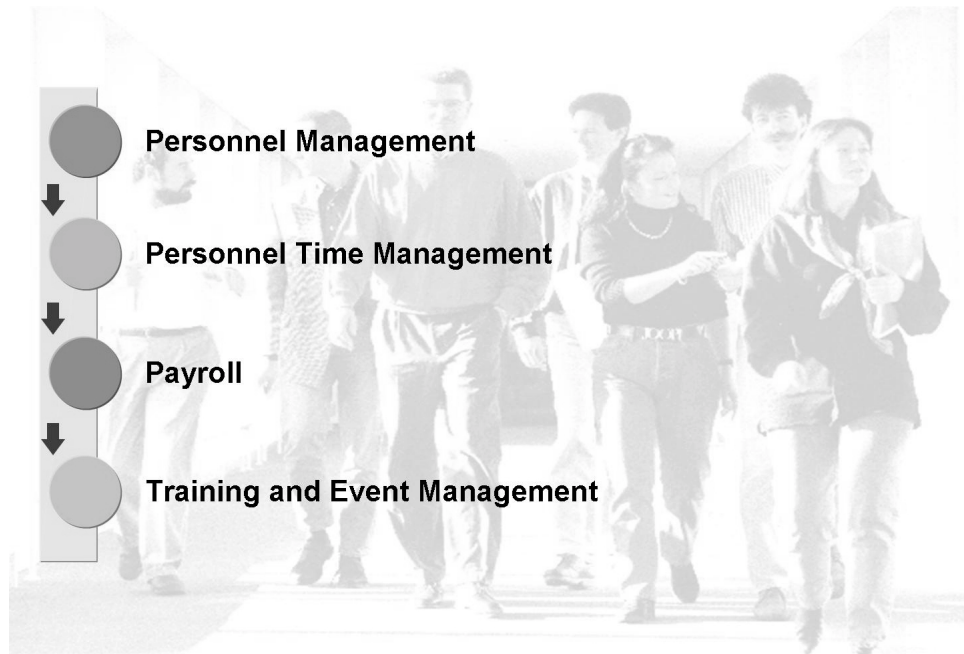 Personnel Management
Personnel Time Management
Payroll
Training and Event Management